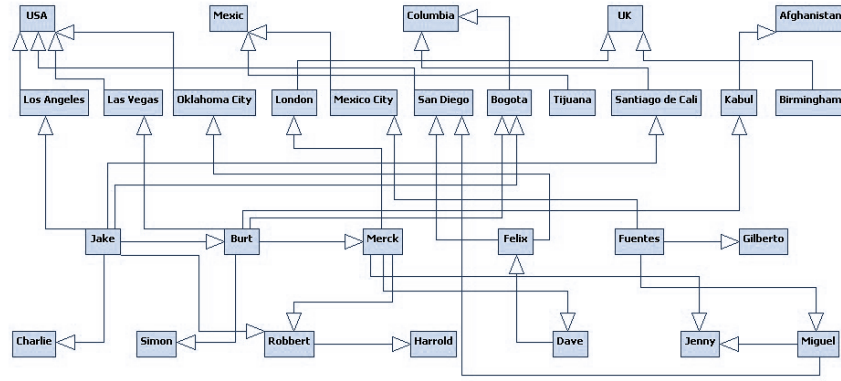 USA
Mexic
Columbia
UK
Afghanistan
Los Angeles
Las Vegas
Oklahoma City
London
Mexico City
San Diego
Bogota
Tijuana
Santiago de Cali
Kabul
Birmingham
Jake
Burt
Merck
Felix
Fuentes
Gilberto
Charlie
Simon
Robbert
Harrold
Dave
Jenny
Miguel